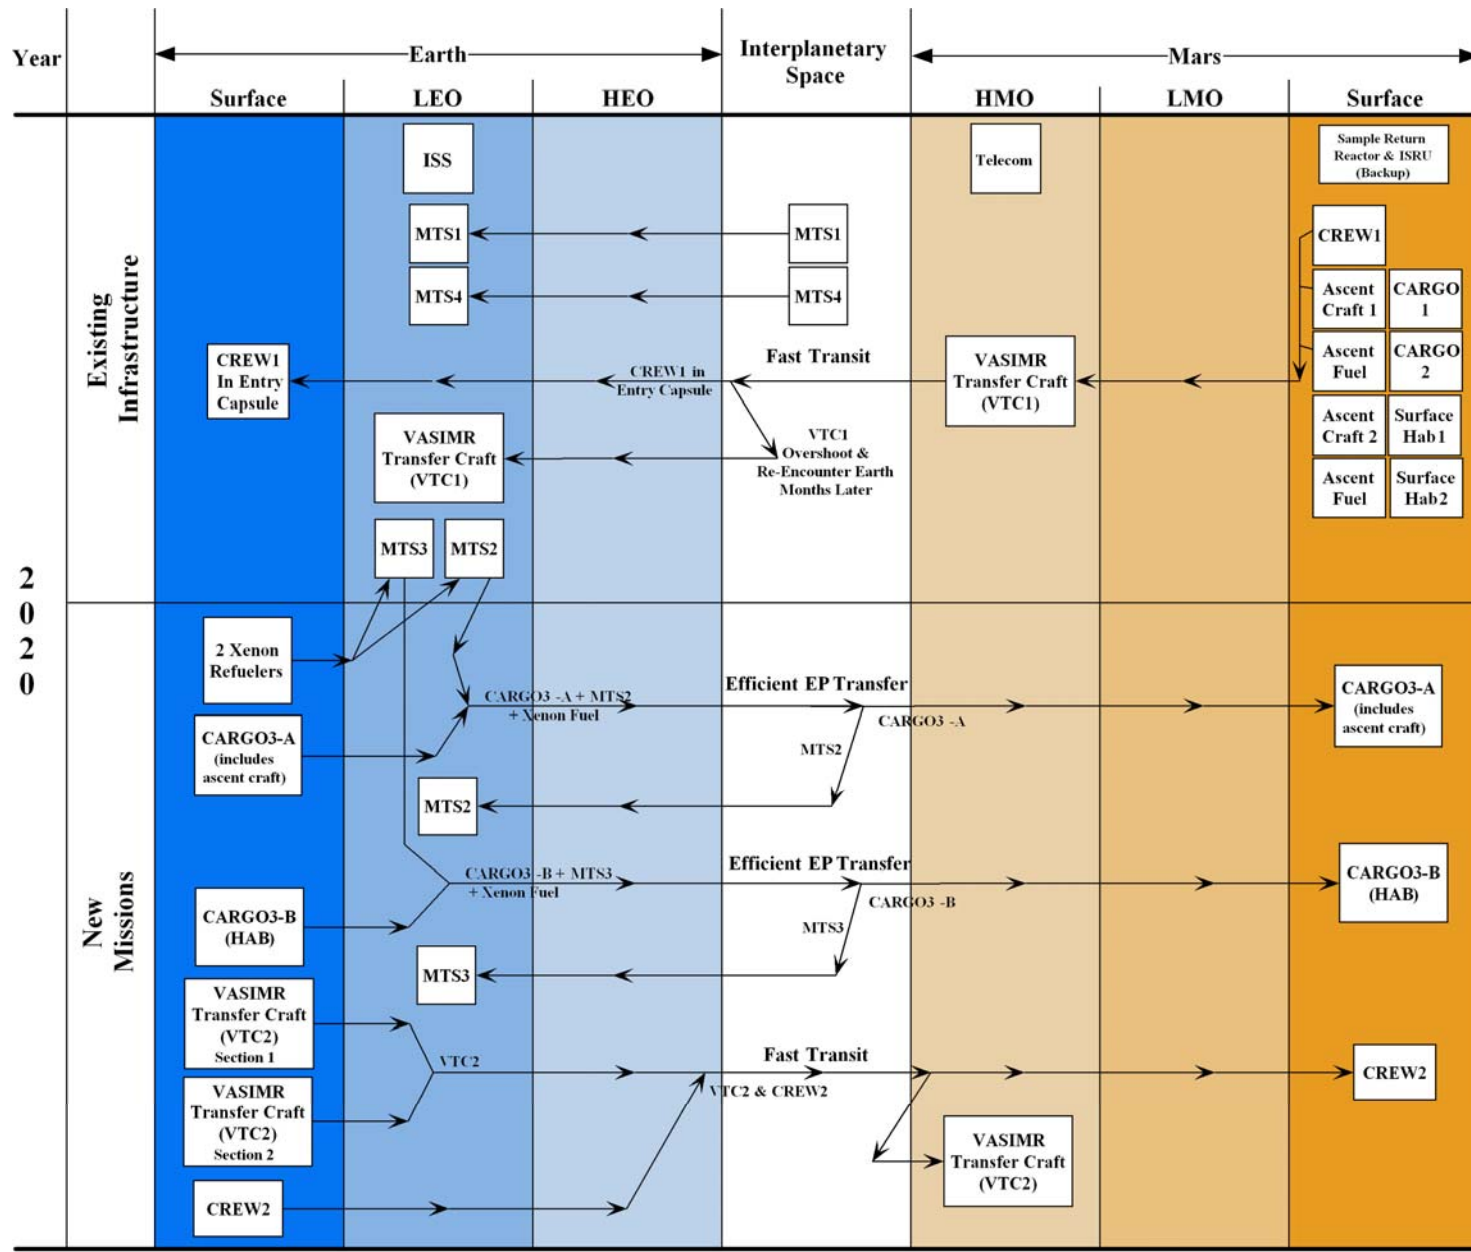 Year
Earth
Interplanetary
Space
Mars
Surface
LEO
HEO
HMO
LMO
Surface
Existing
Infrastructure
ISS
Telecom
Sample Return
Reactor & ISRU
(Backup)
MTS1
MTS1
CREW1
MTS4
MTS4
Ascent
Craft 1
CARGO
1
CREW1
In Entry
Capsule
CREW1 in
Entry Capsule
Fast Transit
VASIMR
Transfer Craft
(VTC1)
Ascent
Fuel
CARGO
2
VASIMR
Transfer Craft
(VTC1)
VTC1
Overshoot &
Re-Encounter Earth
Months Later
Ascent
Craft 2
Surface
Hab1
Ascent
Fuel
Surface
Hab2
MTS3
MTS2
2
0
2
0
New
Missions
2 Xenon
Refuelers
CARGO3 -A + MTS2
+ Xenon Fuel
Efficient EP Transfer
CARGO3 -A
CARGO3-A
(includes
ascent craft)
CARGO3-A
(includes
ascent craft)
MTS2
MTS2
CARGO3 -B + MTS3
+ Xenon Fuel
Efficient EP Transfer
CARGO3 -B
CARGO3-B
(HAB)
CARGO3-B
(HAB)
MTS3
MTS3
VASIMR
Transfer Craft
(VTC2)
Section 1
VTC2
Fast Transit
VTC2 & CREW2
CREW2
VASIMR
Transfer Craft
(VTC2)
Section 2
VASIMR
Transfer Craft
(VTC2)
CREW2